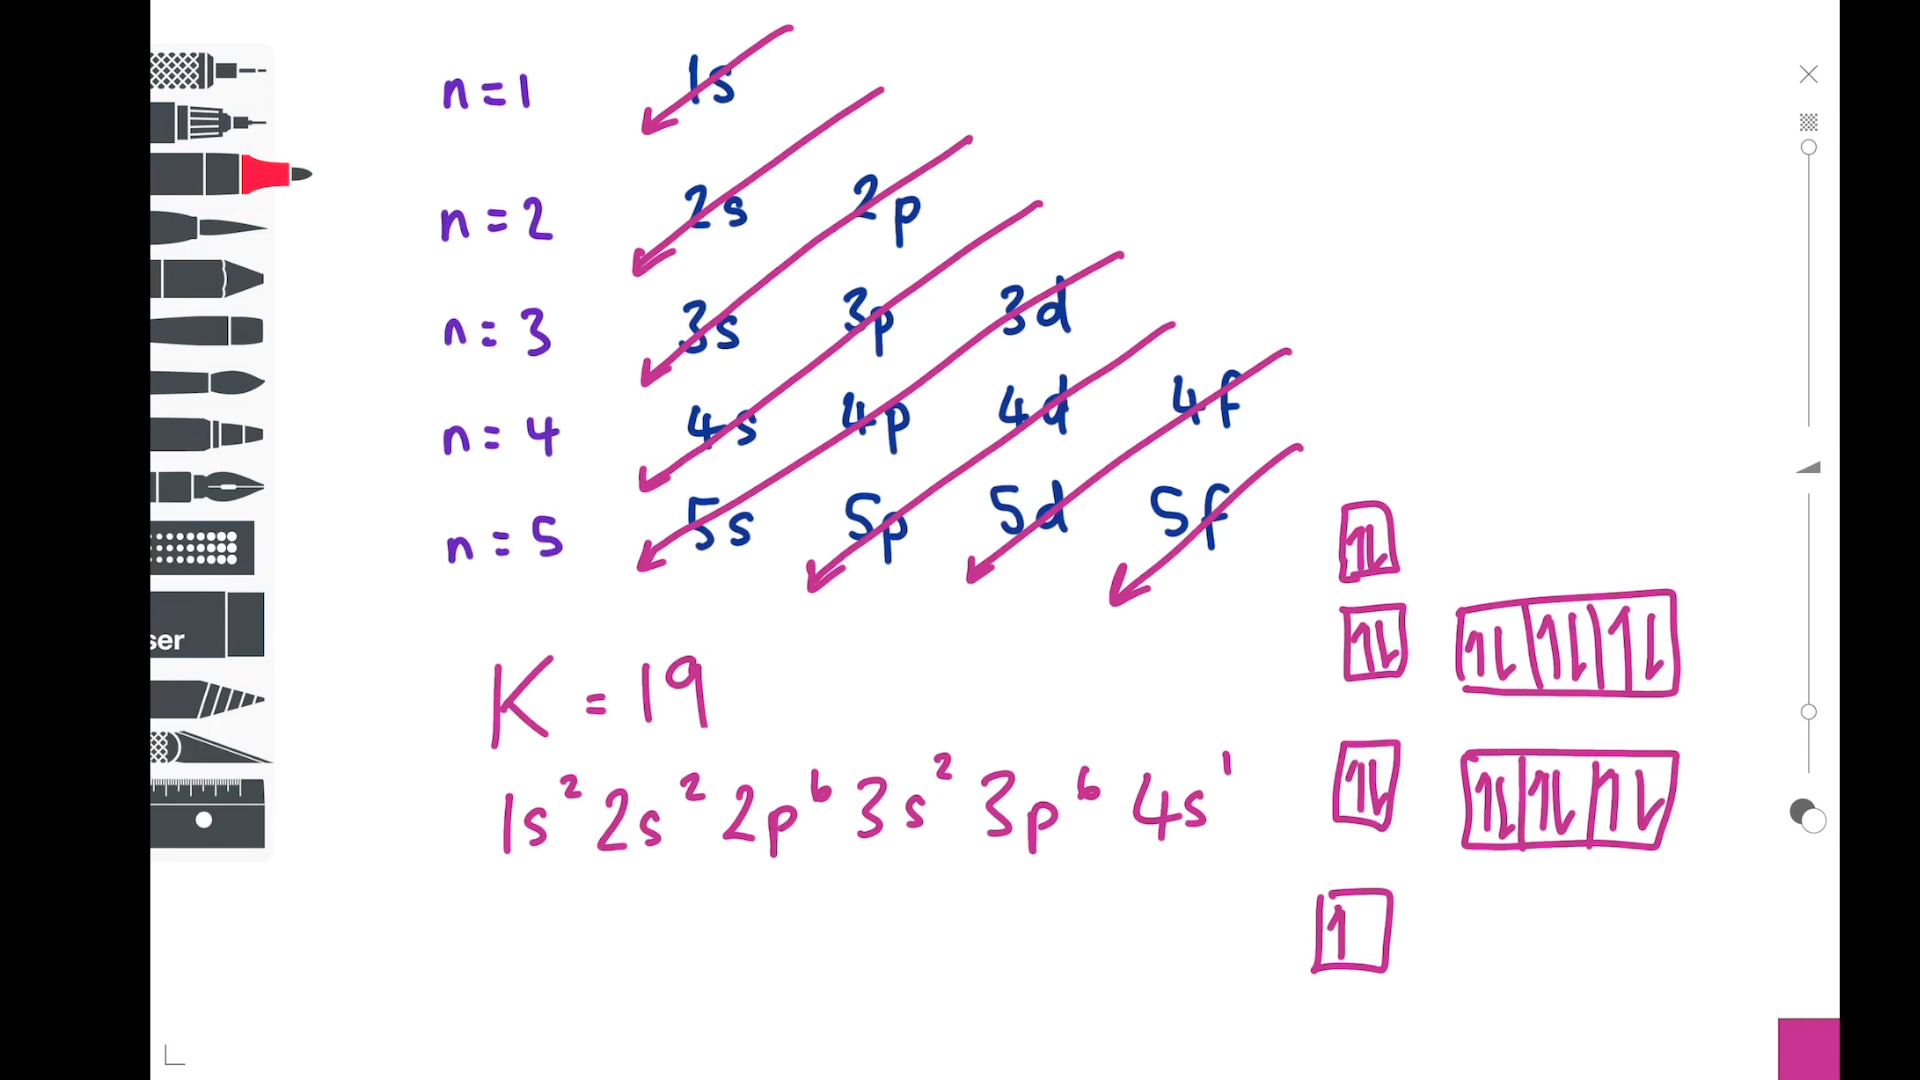 n=1 1s
n=2 2s 2p
n=3 3s 3p 3d
n=4 4s 4p 4d 4f
n=5 5s 5p 5d 5f
ser
K = 19
1s² 2s² 2p⁶ 3s² 3p⁶ 4s¹